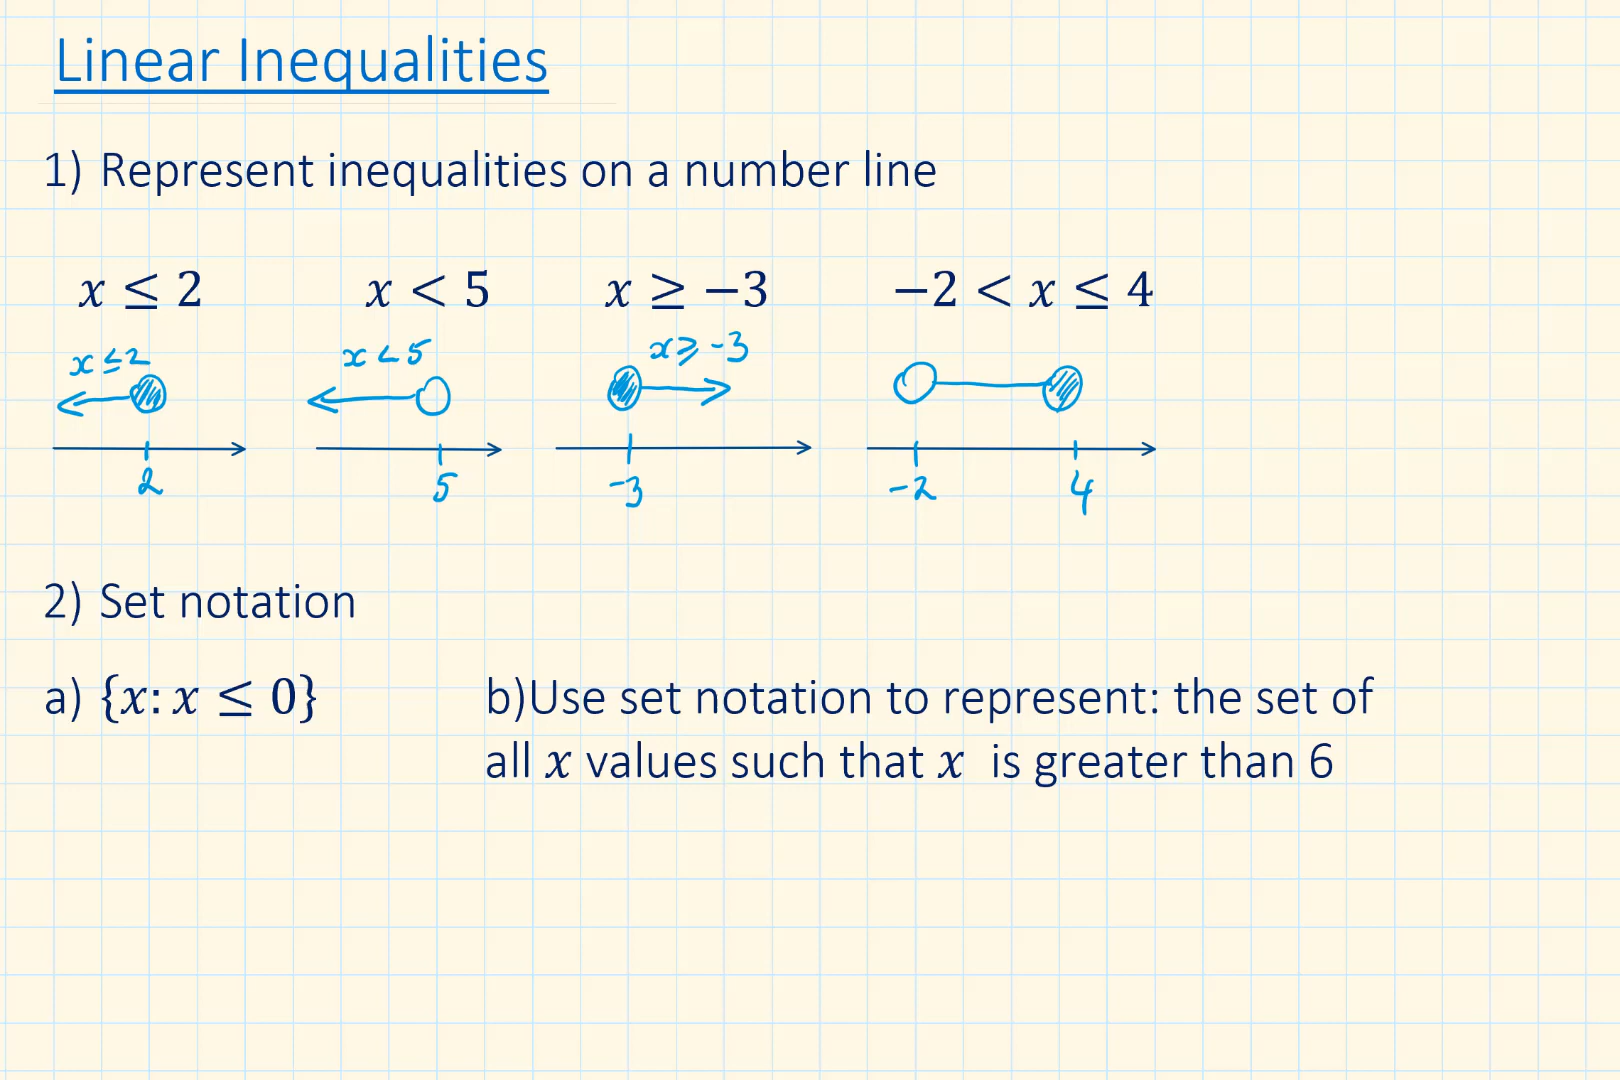 Linear Inequalities
1) Represent inequalities on a number line
x ≤ 2 x < 5 x ≥ −3 −2 < x ≤ 4
x ≤ 2 x < 5 x ≥ -3
2 5 -3 -2 4
2) Set notation
a) {x: x ≤ 0} b)Use set notation to represent: the set of
all x values such that x is greater than 6